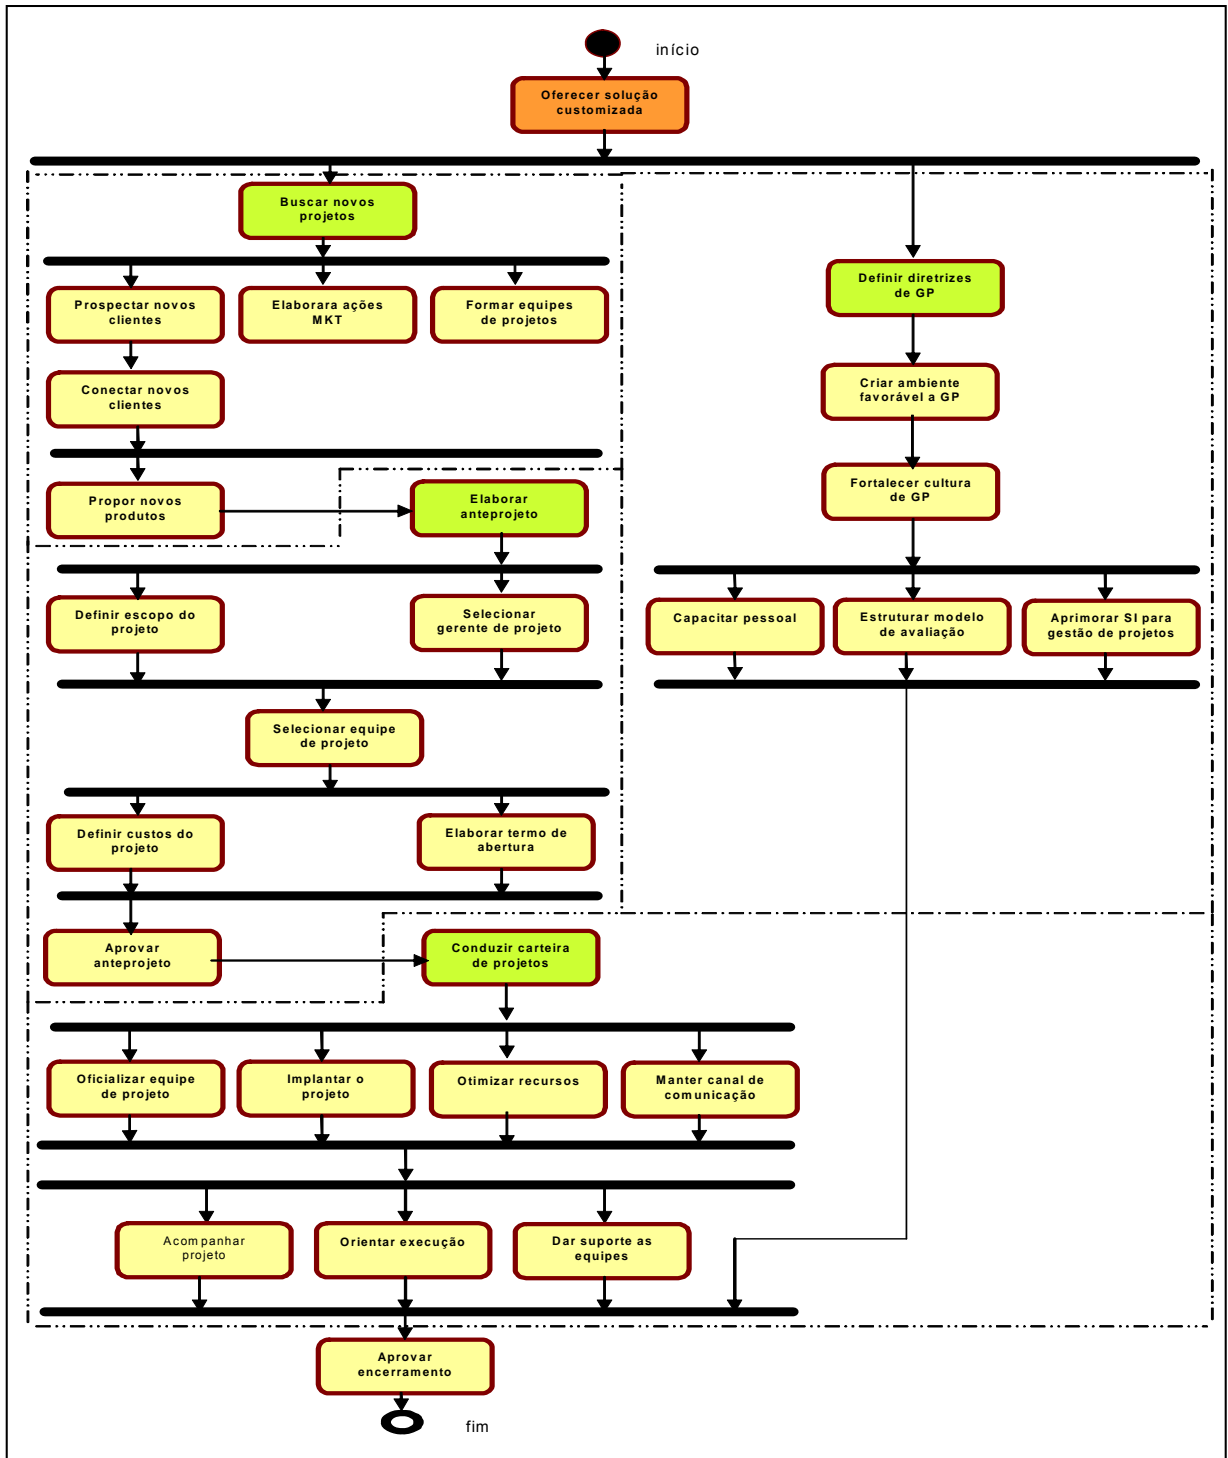 início
Oferecer solução
customizada
Buscar novos
projetos
Definir diretrizes
de GP
Prospectar novos
clientes
Elaborara ações
MKT
Formar equipes
de projetos
Criar ambiente
favorável a GP
Conectar novos
clientes
Fortalecer cultura
de GP
Propor novos
produtos
Elaborar
anteprojeto
Definir escopo do
projeto
Selecionar
gerente de projeto
Capacitar pessoal
Estruturar modelo
de avaliação
Aprimorar SI para
gestão de projetos
Selecionar equipe
de projeto
Definir custos do
projeto
Elaborar termo de
abertura
Aprovar
anteprojeto
Conduzir carteira
de projetos
Oficializar equipe
de projeto
Implantar o
projeto
Otimizar recursos
Manter canal de
comunicação
Acompanhar
projeto
Orientar execução
Dar suporte as
equipes
Aprovar
encerramento
fim